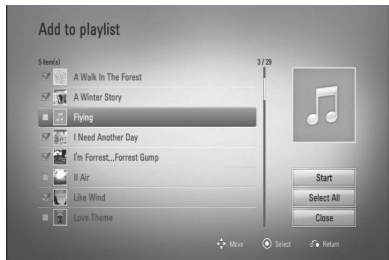 Add to playlist
5 item(s)
3 / 29
A Walk In The Forest
A Winter Story
Flying
I Need Another Day
I'm Forrest...Forrest Gump
Il Air
Like Wind
Love Theme
Start
Select All
Close
Move
Select
Return